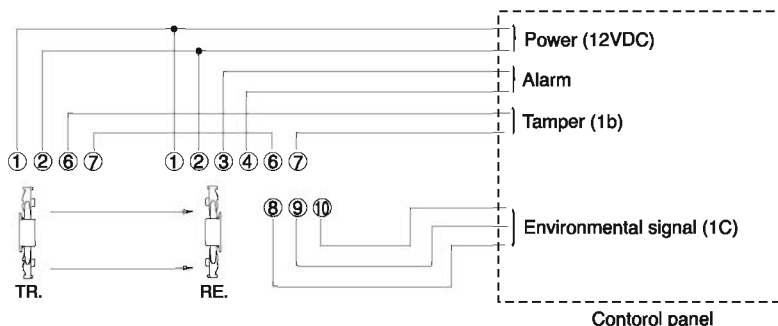 Power (12VDC)
Alarm
Tamper (1b)
① ② ⑥ ⑦ ① ② ③ ④ ⑥ ⑦
⑧ ⑨ ⑩
Environmental signal (1C)
TR. RE.
Contorol panel